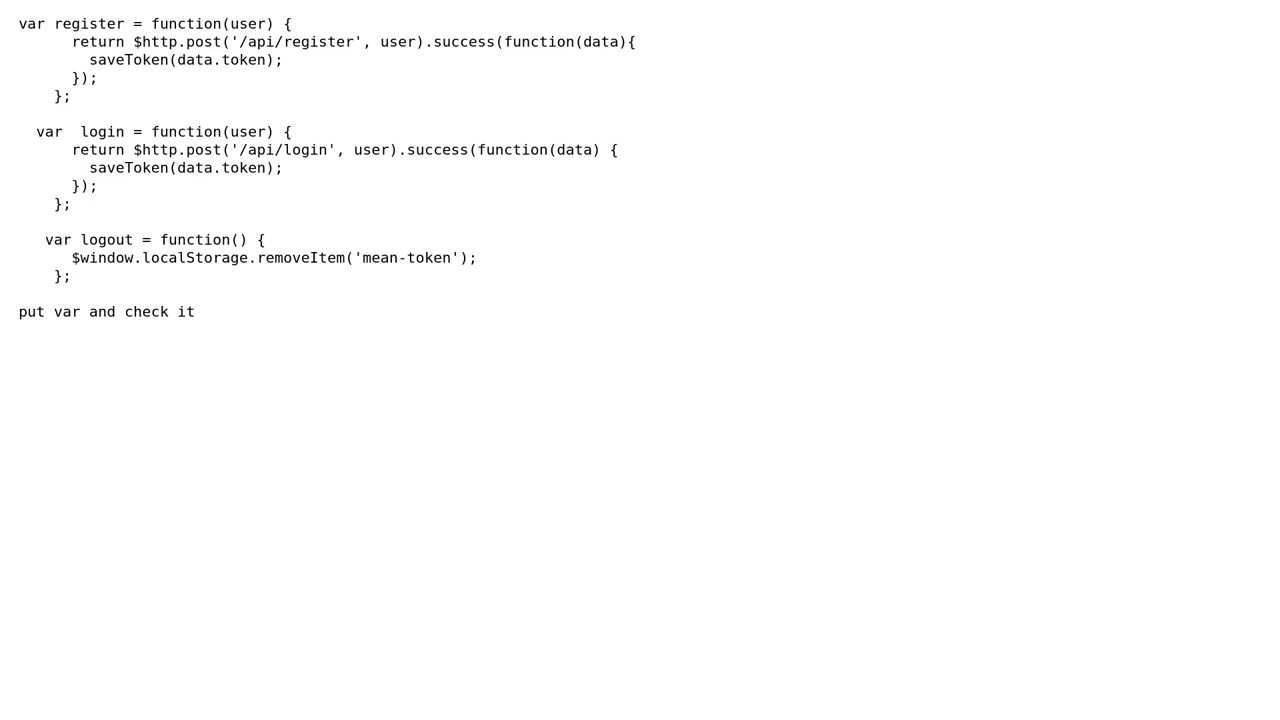 var register = function(user) {
      return $http.post('/api/register', user).success(function(data){
        saveToken(data.token);
      });
    };

  var  login = function(user) {
      return $http.post('/api/login', user).success(function(data) {
        saveToken(data.token);
      });
    };

   var logout = function() {
      $window.localStorage.removeItem('mean-token');
    };

put var and check it